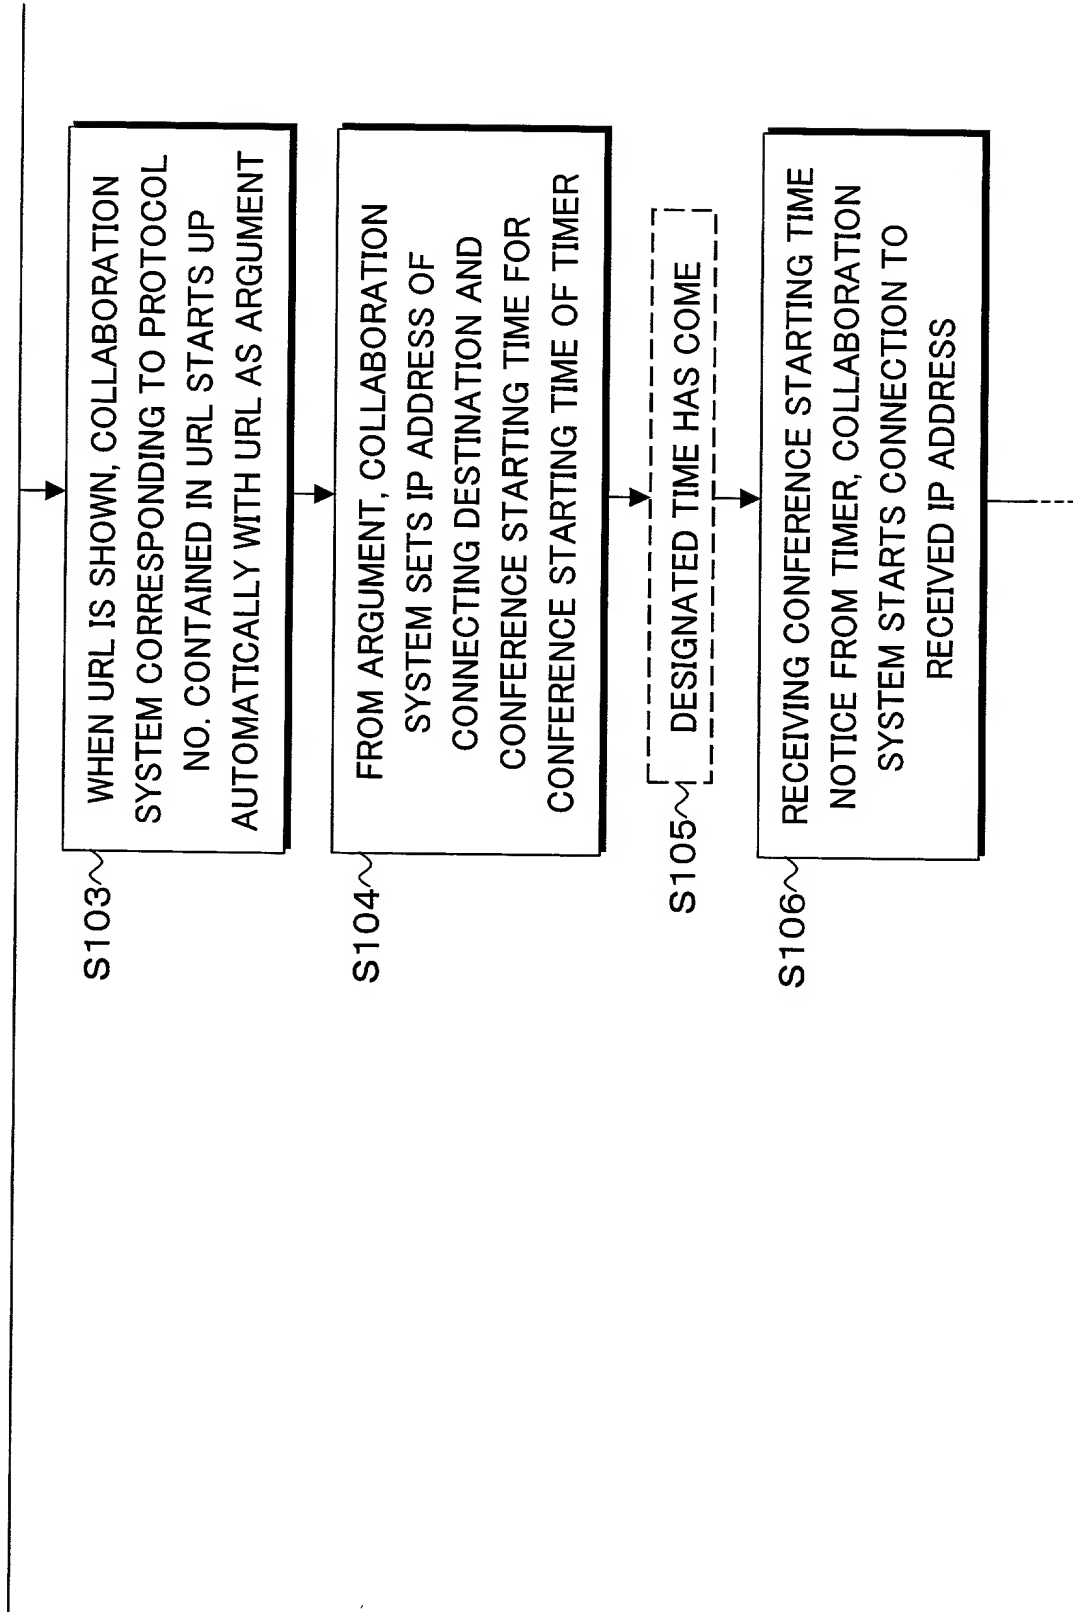 S103
WHEN URL IS SHOWN, COLLABORATION
SYSTEM CORRESPONDING TO PROTOCOL
NO. CONTAINED IN URL STARTS UP
AUTOMATICALLY WITH URL AS ARGUMENT
S104
FROM ARGUMENT, COLLABORATION
SYSTEM SETS IP ADDRESS OF
CONNECTING DESTINATION AND
CONFERENCE STARTING TIME FOR
CONFERENCE STARTING TIME OF TIMER
S105
DESIGNATED TIME HAS COME
S106
RECEIVING CONFERENCE STARTING TIME
NOTICE FROM TIMER, COLLABORATION
SYSTEM STARTS CONNECTION TO
RECEIVED IP ADDRESS